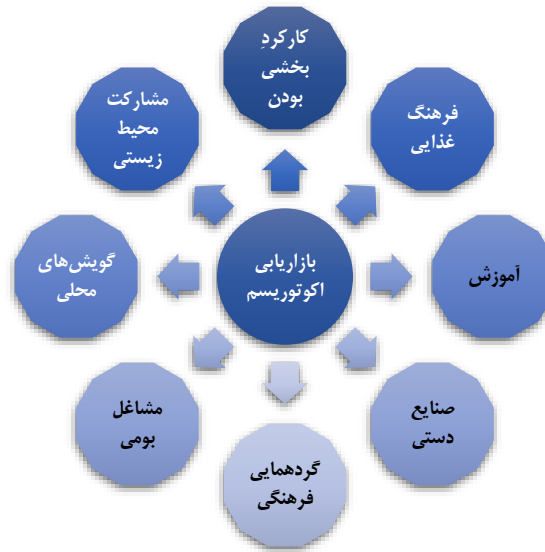 کارکردِ
بخشی
بودن
فرهنگ
غذایی
آموزش
صنایع
دستی
گردهمایی
فرهنگی
مشاغل
بومی
گویش‌های
محلی
مشارکت
محیط
زیستی
بازاریابی
اکوتوریسم